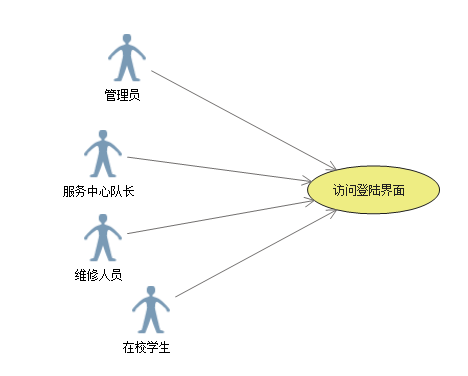 管理员
服务中心队长
访问登陆界面
维修人员
在校学生